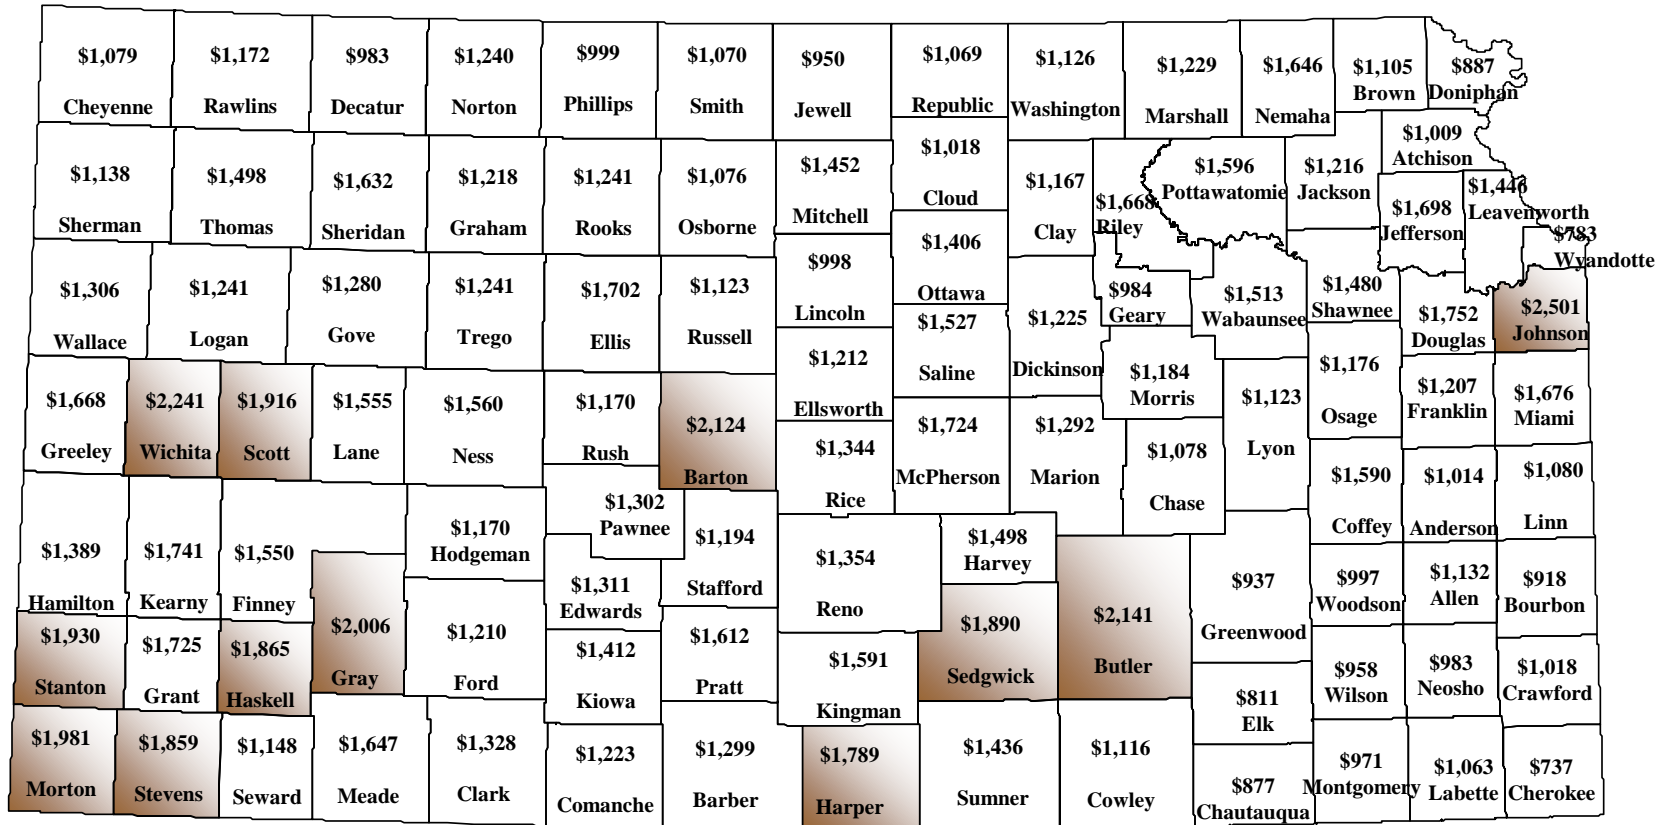 $1,079
Cheyenne
$1,172
Rawlins
$983
Decatur
$1,240
Norton
$999
Phillips
$1,070
Smith
$950
Jewell
$1,069
Republic
$1,126
Washington
$1,229
Marshall
$1,646
Nemaha
$1,105
Brown
$887
Doniphan
$1,138
Sherman
$1,498
Thomas
$1,632
Sheridan
$1,218
Graham
$1,241
Rooks
$1,076
Osborne
$1,452
Mitchell
$1,018
Cloud
$1,167
Clay
$1,668
Riley
$1,596
Pottawatomie
$1,216
Jackson
$1,009
Atchison
$1,698
Jefferson
$1,446
Leavenworth
$783
Wyandotte
$1,306
Wallace
$1,241
Logan
$1,280
Gove
$1,241
Trego
$1,702
Ellis
$1,123
Russell
$998
Lincoln
$1,406
Ottawa
$1,225
Dickinson
$984
Geary
$1,513
Wabaunsee
$1,480
Shawnee
$1,752
Douglas
$2,501
Johnson
$1,668
Greeley
$2,241
Wichita
$1,916
Scott
$1,555
Lane
$1,560
Ness
$1,170
Rush
$2,124
Barton
$1,212
Ellsworth
$1,527
Saline
$1,184
Morris
$1,123
Lyon
$1,176
Osage
$1,207
Franklin
$1,676
Miami
$1,344
Rice
$1,724
McPherson
$1,292
Marion
$1,078
Chase
$1,590
Coffey
$1,014
Anderson
$1,080
Linn
$1,389
Hamilton
$1,741
Kearny
$1,550
Finney
$1,170
Hodgeman
$1,302
Pawnee
$1,194
Stafford
$1,354
Reno
$1,498
Harvey
$2,141
Butler
$937
Greenwood
$997
Woodson
$1,132
Allen
$918
Bourbon
$1,930
Stanton
$1,725
Grant
$1,865
Haskell
$2,006
Gray
$1,210
Ford
$1,311
Edwards
$1,412
Kiowa
$1,612
Pratt
$1,591
Kingman
$1,890
Sedgwick
$811
Elk
$958
Wilson
$983
Neosho
$1,018
Crawford
$1,981
Morton
$1,859
Stevens
$1,148
Seward
$1,647
Meade
$1,328
Clark
$1,223
Comanche
$1,299
Barber
$1,789
Harper
$1,436
Sumner
$1,116
Cowley
$877
Chautauqua
$971
Montgomery
$1,063
Labette
$737
Cherokee